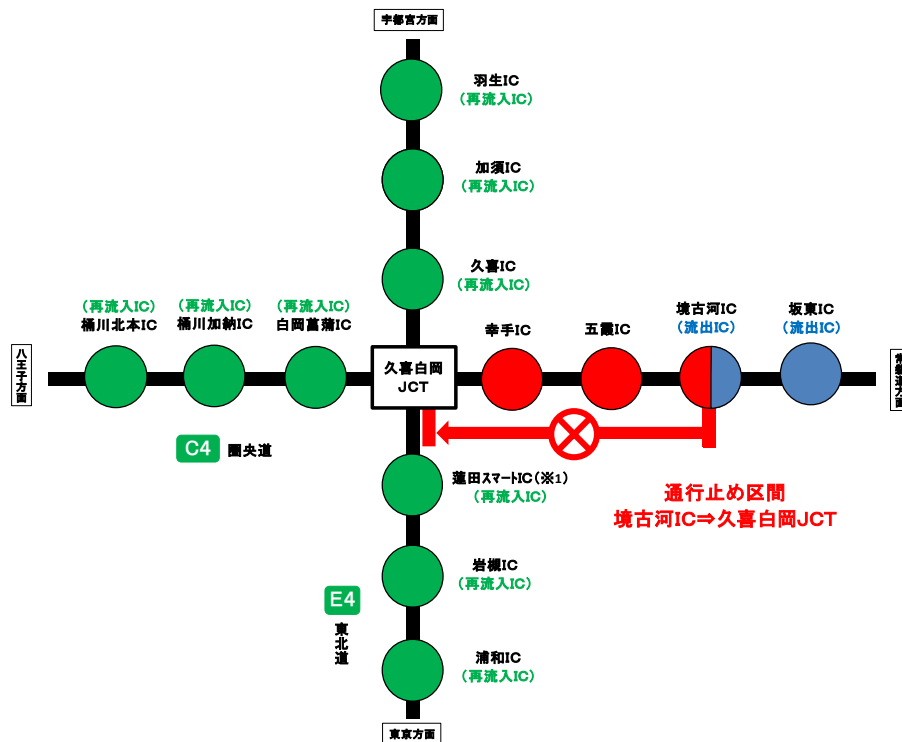 宇都宮方面
羽生IC
(再流入IC)
加須IC
(再流入IC)
久喜IC
(再流入IC)
(再流入IC)
桶川北本IC
(再流入IC)
桶川加納IC
(再流入IC)
白岡菖蒲IC
幸手IC
五霞IC
境古河IC
(流出IC)
坂東IC
(流出IC)
八王子方面
久喜白岡
JCT
常磐道方面
C4 圏央道
蓮田スマートIC(※1)
(再流入IC)
通行止め区間
境古河IC⇒久喜白岡JCT
岩槻IC
(再流入IC)
E4
東北道
浦和IC
(再流入IC)
東京方面